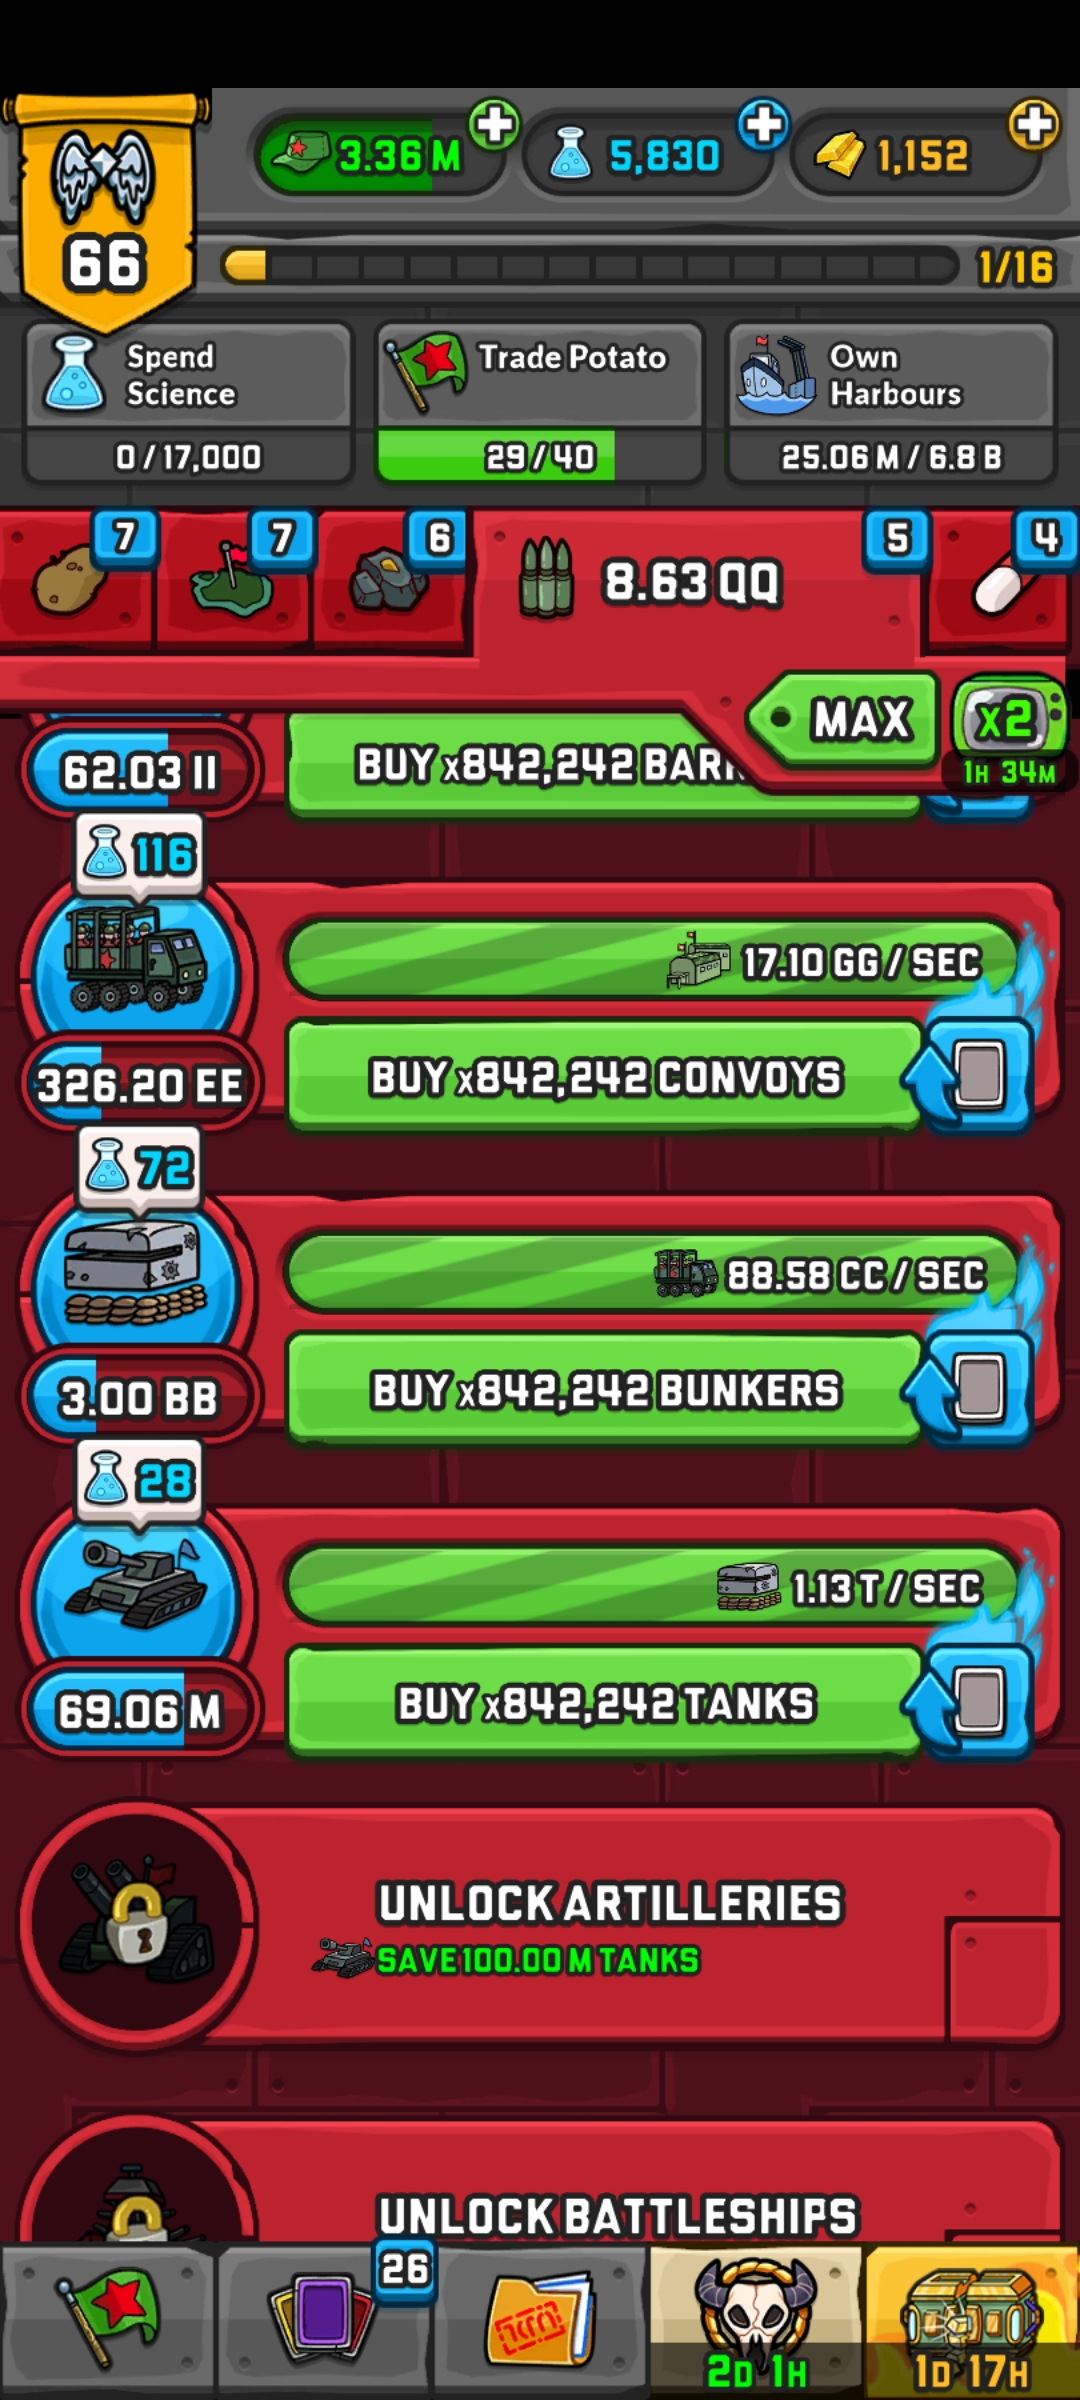 3.36 M
5,830
1,152
66
1/16
Spend
Science
0 / 17,000
Trade Potato
29 / 40
Own
Harbours
25.06 M / 6.8 B
7
7
6
8.63 QQ
5
4
MAX
x2
1H 34M
62.03 II
BUY x842,242 BARR
116
17.10 GG / SEC
326.20 EE
BUY x842,242 CONVOYS
72
88.58 CC / SEC
3.00 BB
BUY x842,242 BUNKERS
28
1.13 T / SEC
69.06 M
BUY x842,242 TANKS
UNLOCK ARTILLERIES
SAVE 100.00 M TANKS
UNLOCK BATTLESHIPS
26
2D 1H
1D 17H